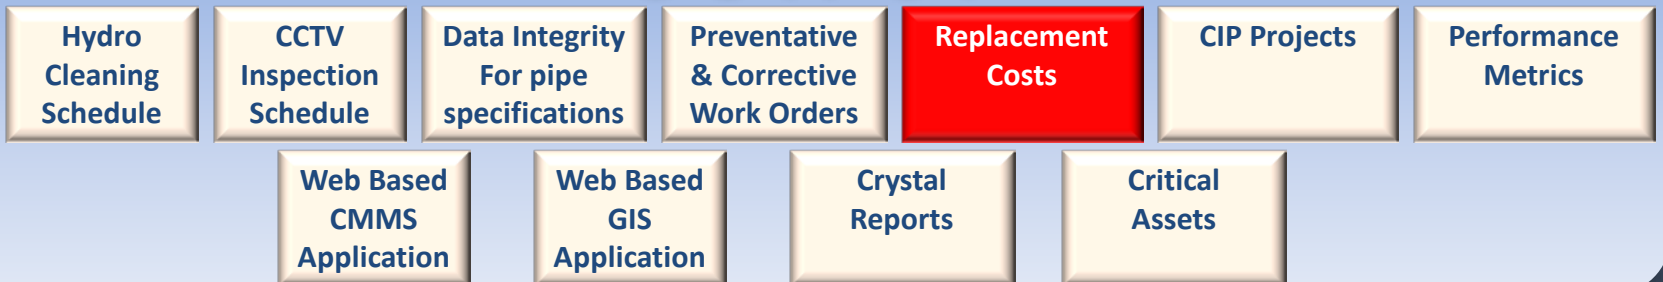 Hydro
Cleaning
Schedule
CCTV
Inspection
Schedule
Data Integrity
For pipe
specifications
Preventative
& Corrective
Work Orders
Replacement
Costs
CIP Projects
Performance
Metrics
Web Based
CMMS
Application
Web Based
GIS
Application
Crystal
Reports
Critical
Assets